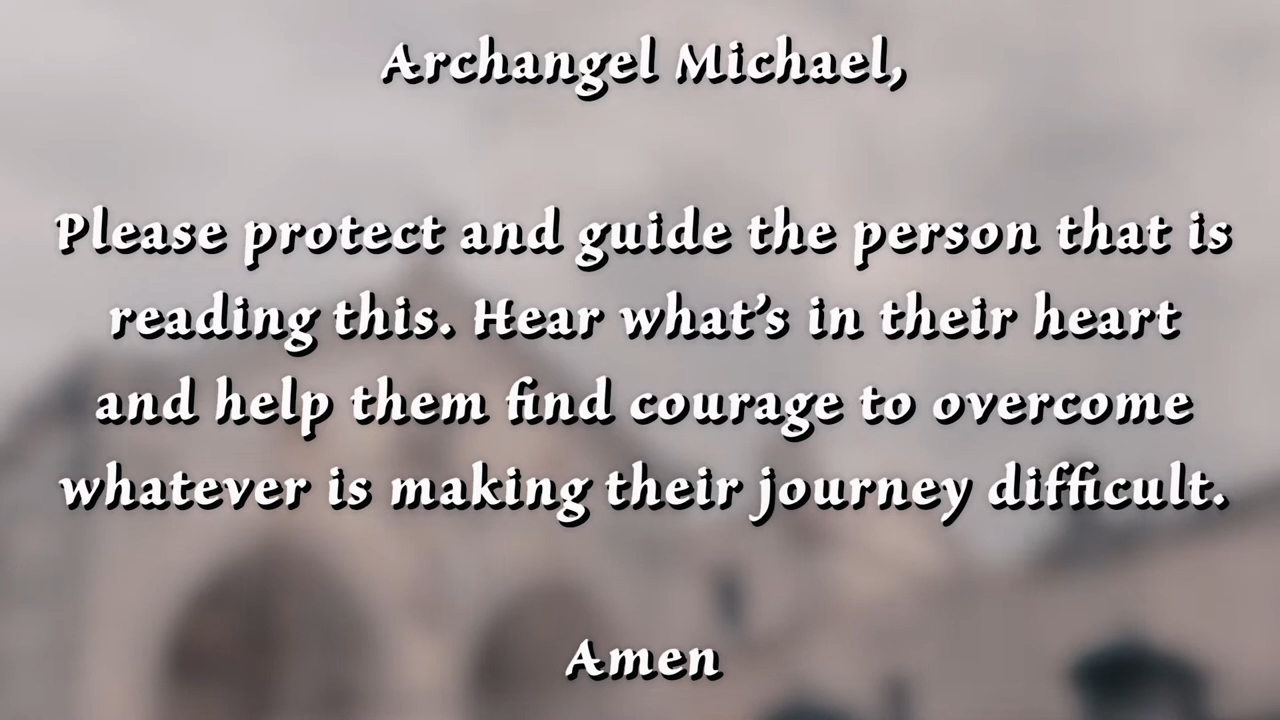 Archangel Michael,
Please protect and guide the person that is
reading this. Hear what’s in their heart
and help them find courage to overcome
whatever is making their journey difficult.
Amen